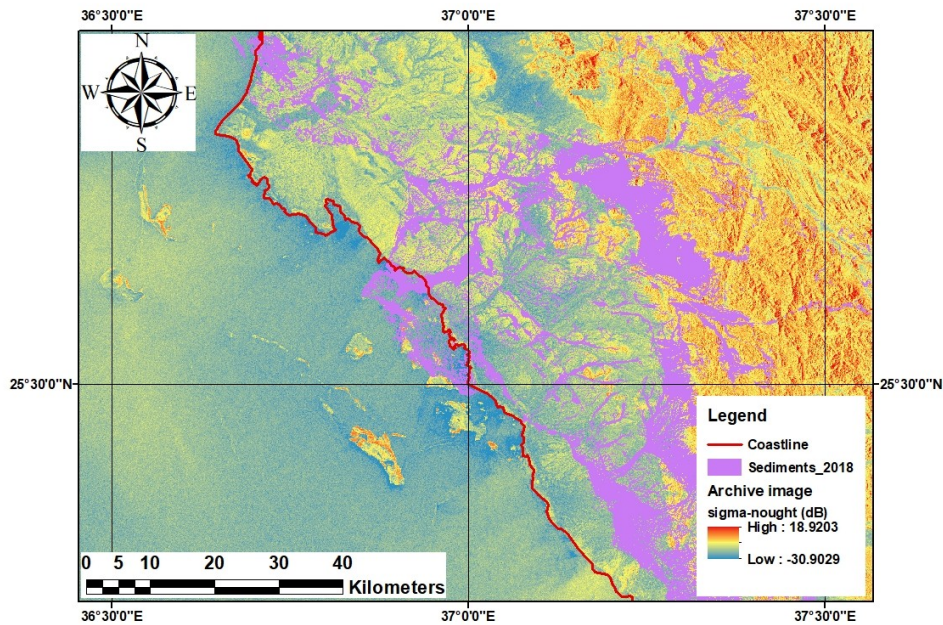 36°30'0"E 37°0'0"E 37°30'0"E
N
W E
S
25°30'0"N 25°30'0"N
Legend
Coastline
Sediments_2018
Archive image
sigma-nought (dB)
High : 18.9203
Low : -30.9029
0 5 10 20 30 40
Kilometers
36°30'0"E 37°0'0"E 37°30'0"E